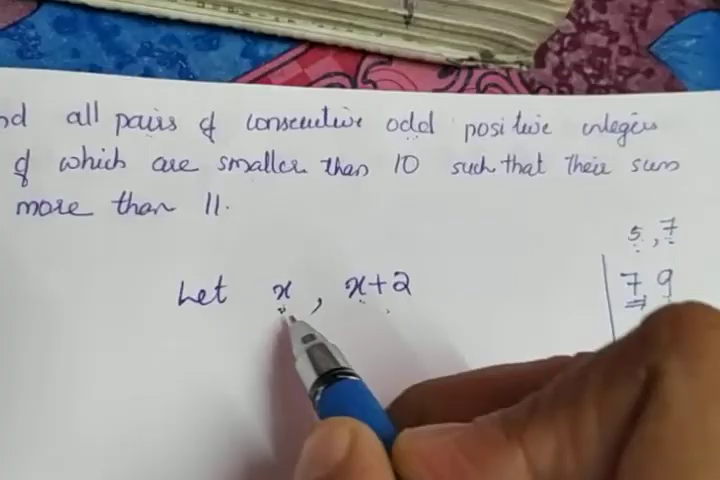 nd all pairs of consecutive odd positive integers
of which are smaller than 10 such that their sum
more than 11.
5, 7
Let x, x+2
7 9